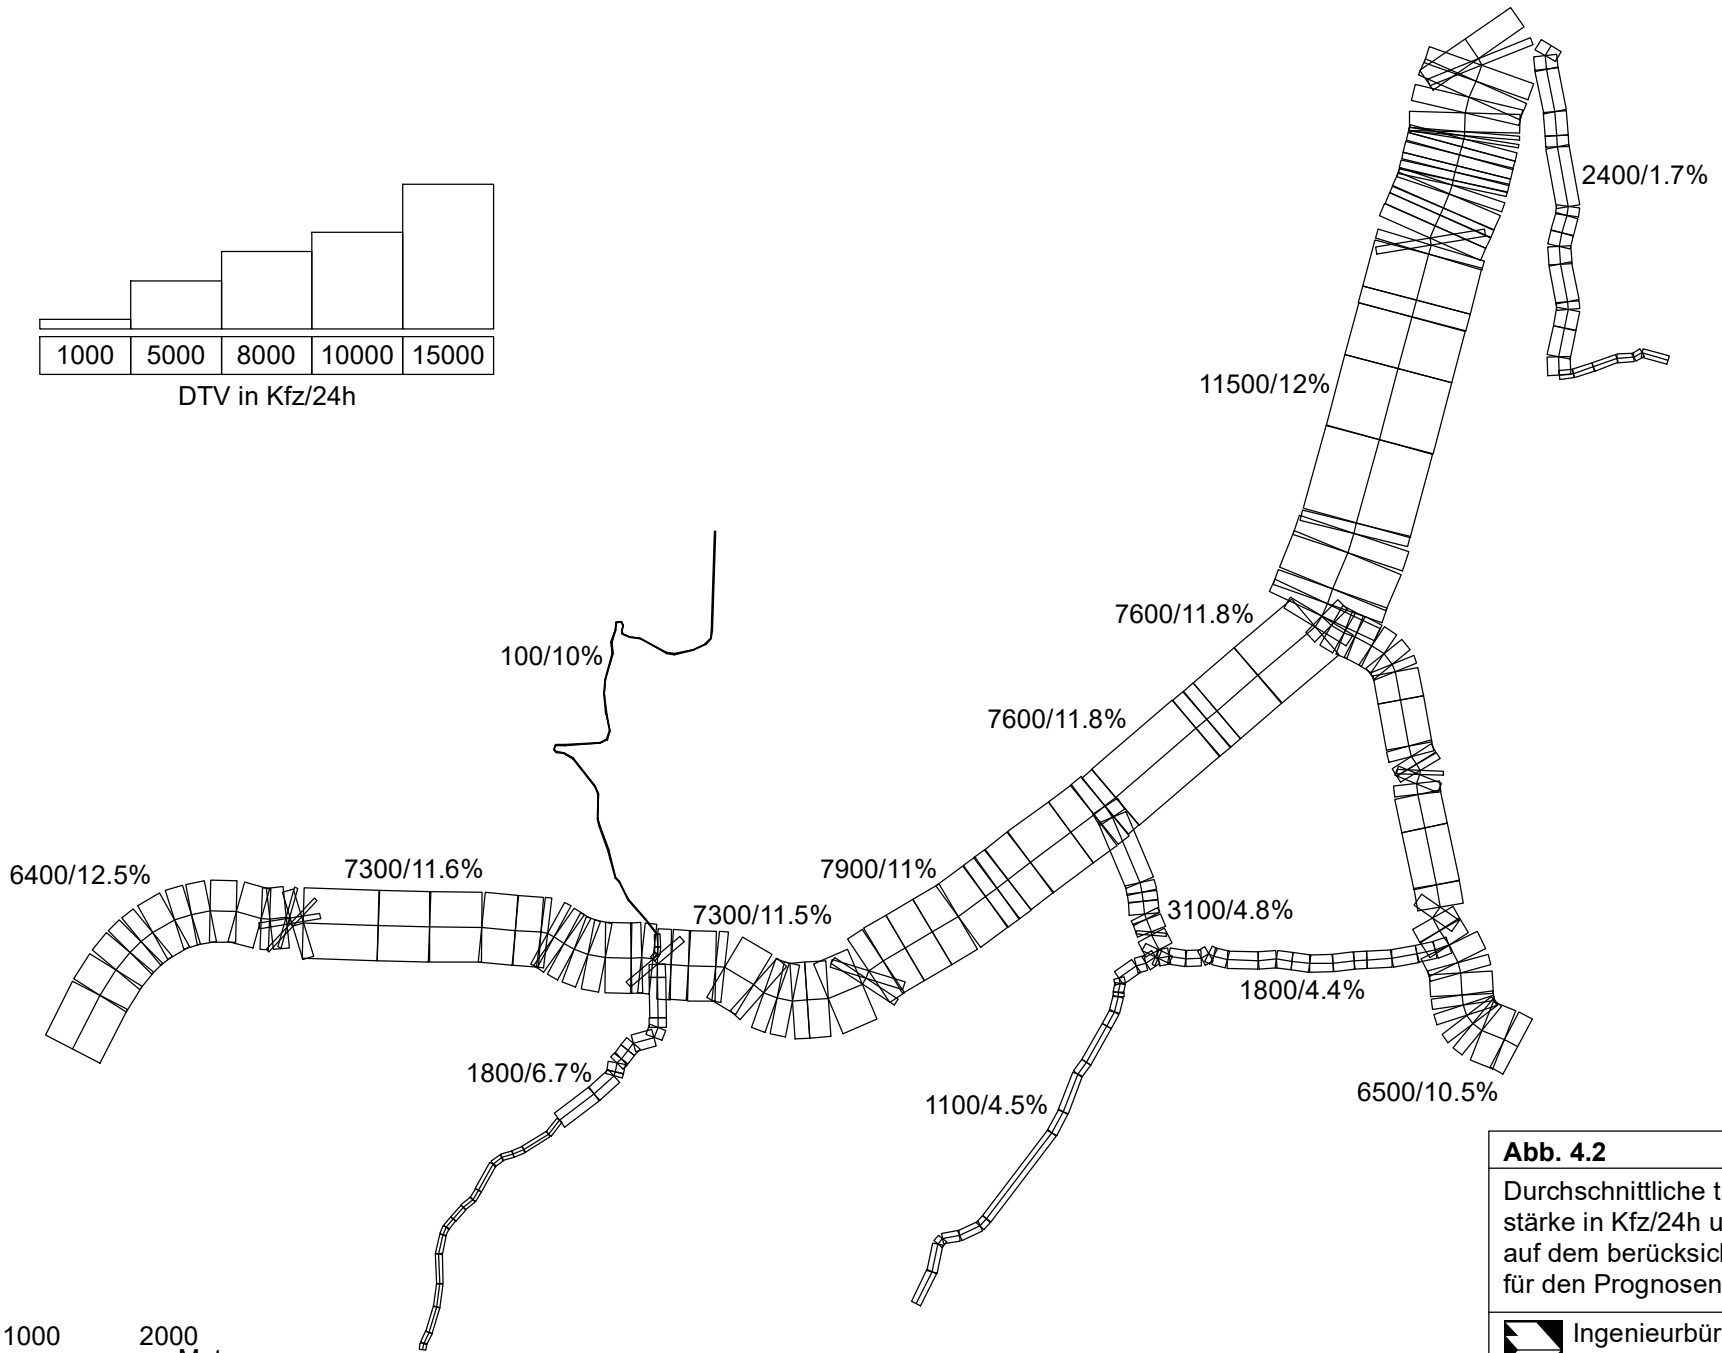 2400/1.7%
1000 5000 8000 10000 15000
DTV in Kfz/24h
11500/12%
7600/11.8%
100/10%
7600/11.8%
6400/12.5%
7300/11.6%
7900/11%
7300/11.5%
3100/4.8%
1800/4.4%
1800/6.7%
1100/4.5%
6500/10.5%
Abb. 4.2
Durchschnittliche t
stärke in Kfz/24h u
auf dem berücksic
für den Prognosen
1000 2000
Ingenieurbür